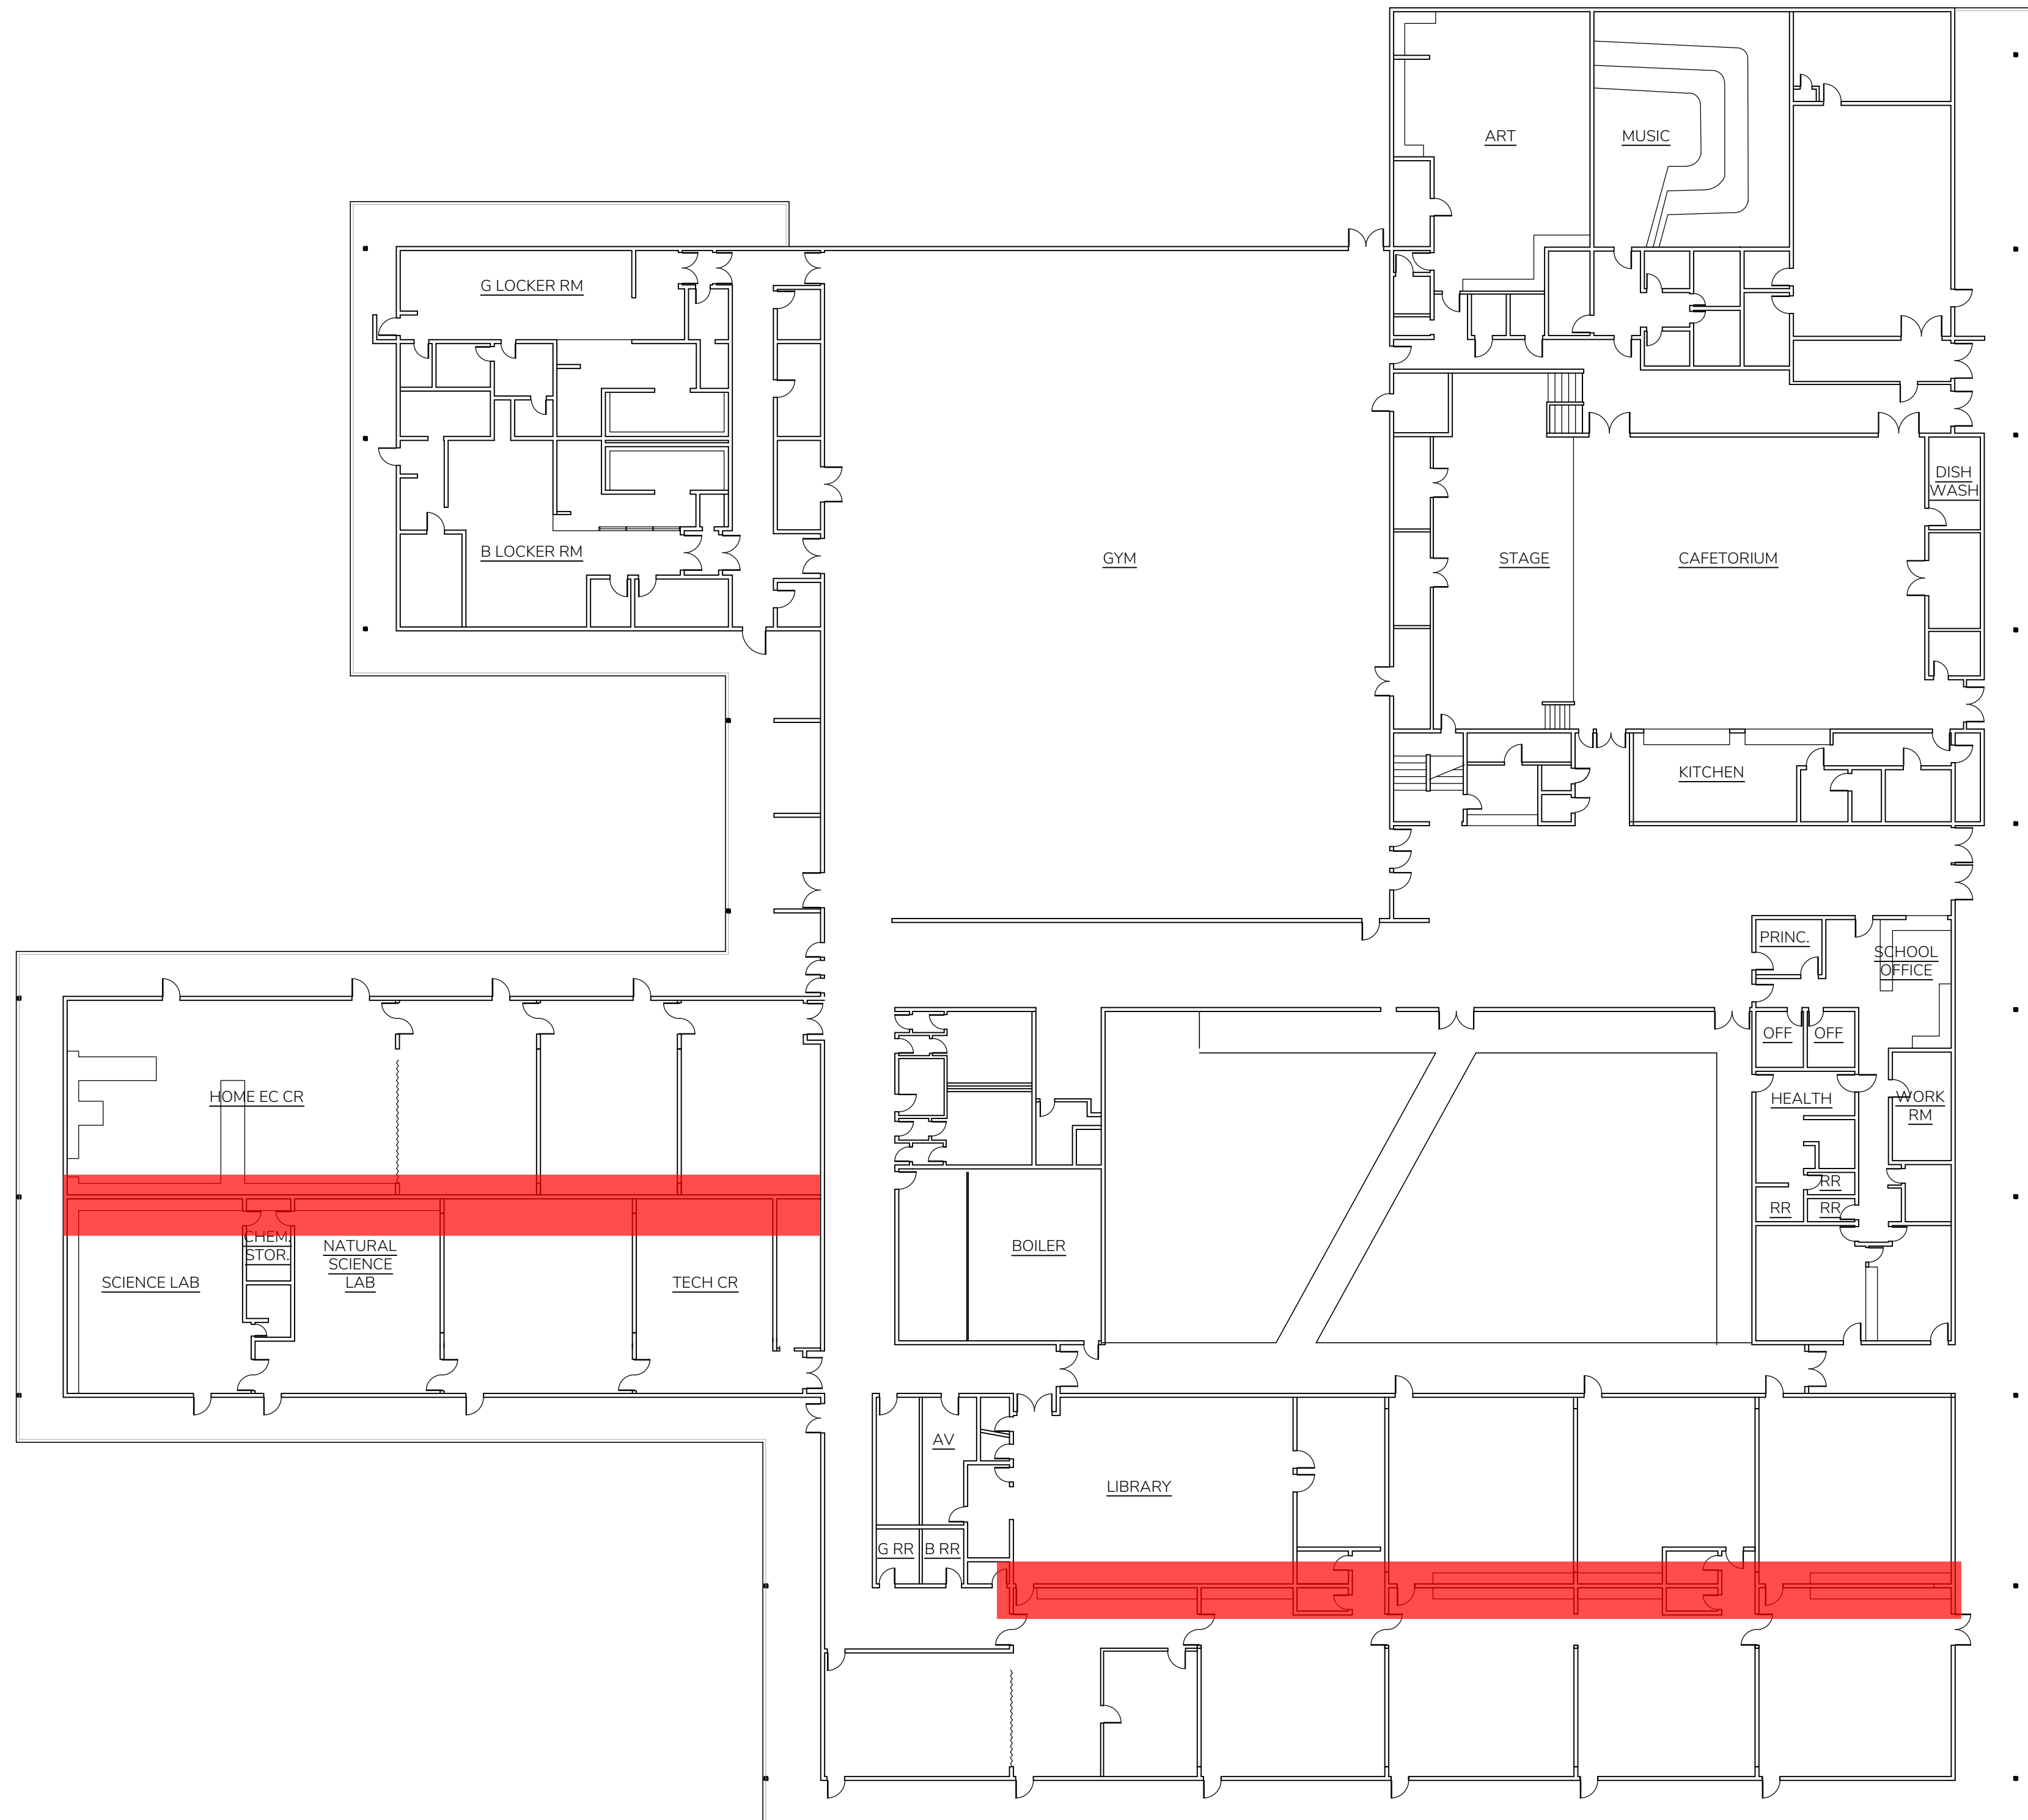 ART
MUSIC
G LOCKER RM
DISH
WASH
B LOCKER RM
GYM
STAGE
CAFETORIUM
KITCHEN
PRINC.
SCHOOL
OFFICE
OFF
OFF
HOME EC CR
HEALTH
WORK
RM
RR
RR
RR
CHEM.
STOR.
NATURAL
SCIENCE
LAB
BOILER
SCIENCE LAB
TECH CR
AV
LIBRARY
G RR
B RR